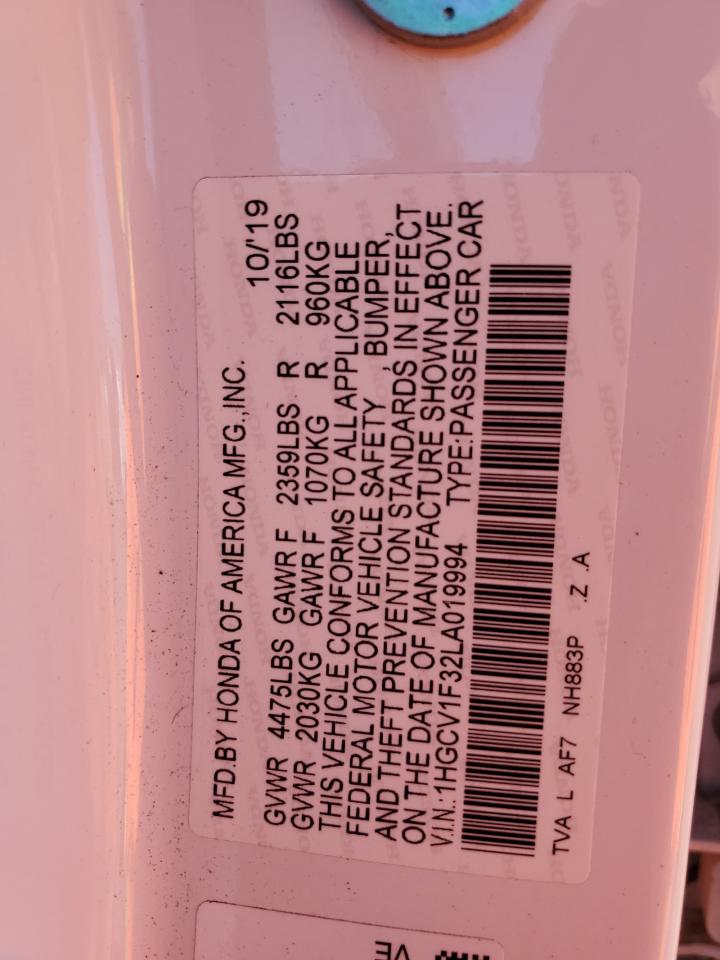 MFD.BY HONDA OF AMERICA MFG.,INC. 10/'19
GVWR 4475LBS GAWR F 2359LBS R 2116LBS
GVWR 2030KG GAWR F 1070KG R 960KG
THIS VEHICLE CONFORMS TO ALL APPLICABLE
FEDERAL MOTOR VEHICLE SAFETY , BUMPER,
AND THEFT PREVENTION STANDARDS IN EFFECT
ON THE DATE OF MANUFACTURE SHOWN ABOVE.
V.I.N.:1HGCV1F32LA019994 TYPE:PASSENGER CAR
TVA L AF7 NH883P .Z .A
VE